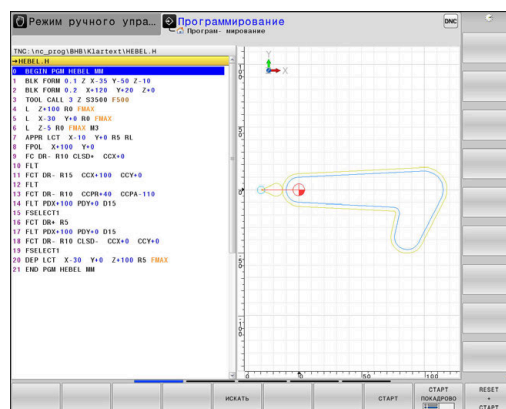 Режим ручного упра…
Программирование
Програм- мирование
DNC
TNC:\nc_prog\BHB\Klartext\HEBEL.H
→HEBEL.H
0 BEGIN PGM HEBEL MM
1 BLK FORM 0.1 Z X-35 Y-50 Z-10
2 BLK FORM 0.2 X+120 Y+20 Z+0
3 TOOL CALL 3 Z S3500 F500
4 L Z+100 R0 FMAX
5 L X-30 Y+0 R0 FMAX
6 L Z-5 R0 FMAX M3
7 APPR LCT X-10 Y+0 R5 RL
8 FPOL X+100 Y+0
9 FC DR- R10 CLSD+ CCX+0
10 FLT
11 FCT DR- R15 CCX+100 CCY+0
12 FLT
13 FCT DR- R10 CCPR+40 CCPA-110
14 FLT PDX+100 PDY+0 D15
15 FSELECT1
16 FCT DR+ R5
17 FLT PDX+100 PDY+0 D15
18 FCT DR- R10 CLSD- CCX+0 CCY+0
19 FSELECT1
20 DEP LCT X-30 Y+0 Z+100 R5 FMAX
21 END PGM HEBEL MM
Y
X
0
50
100
ИСКАТЬ
СТАРТ
СТАРТ ПОКАДРОВО
RESET + СТАРТ